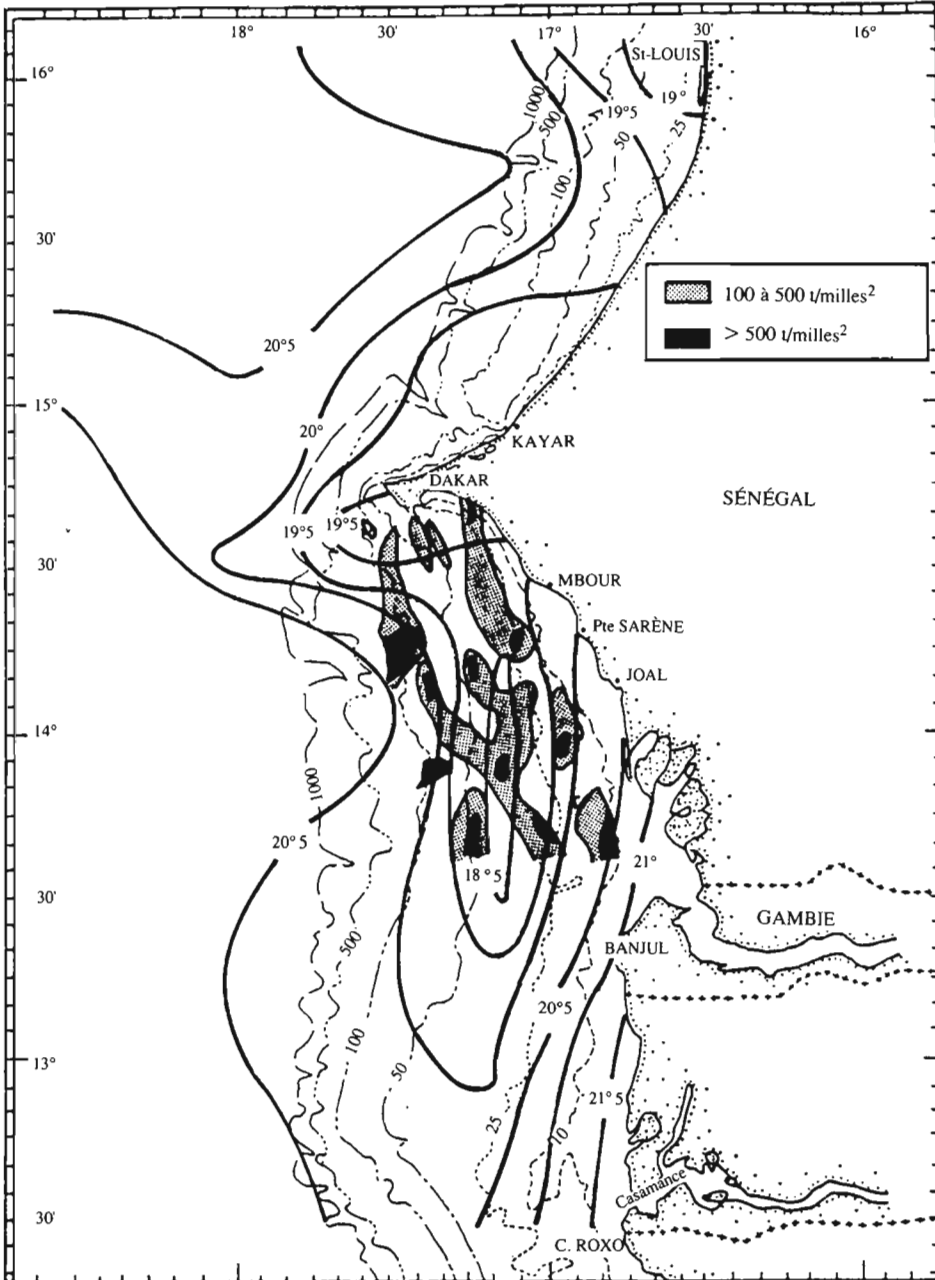 18°
30'
17°
30'
16°
16°
St-LOUIS
1000
500
19°5
19°
50
25
100
30'
100 à 500 t/milles²
> 500 t/milles²
20°5
15°
20°
KAYAR
DAKAR
SÉNÉGAL
19°5
19°5
30'
MBOUR
Pte SARÈNE
JOAL
14°
1000
20°5
21°
18°5
30'
GAMBIE
500
BANJUL
20°5
100
50
13°
21°5
25
10
Casamance
30'
C. ROXO